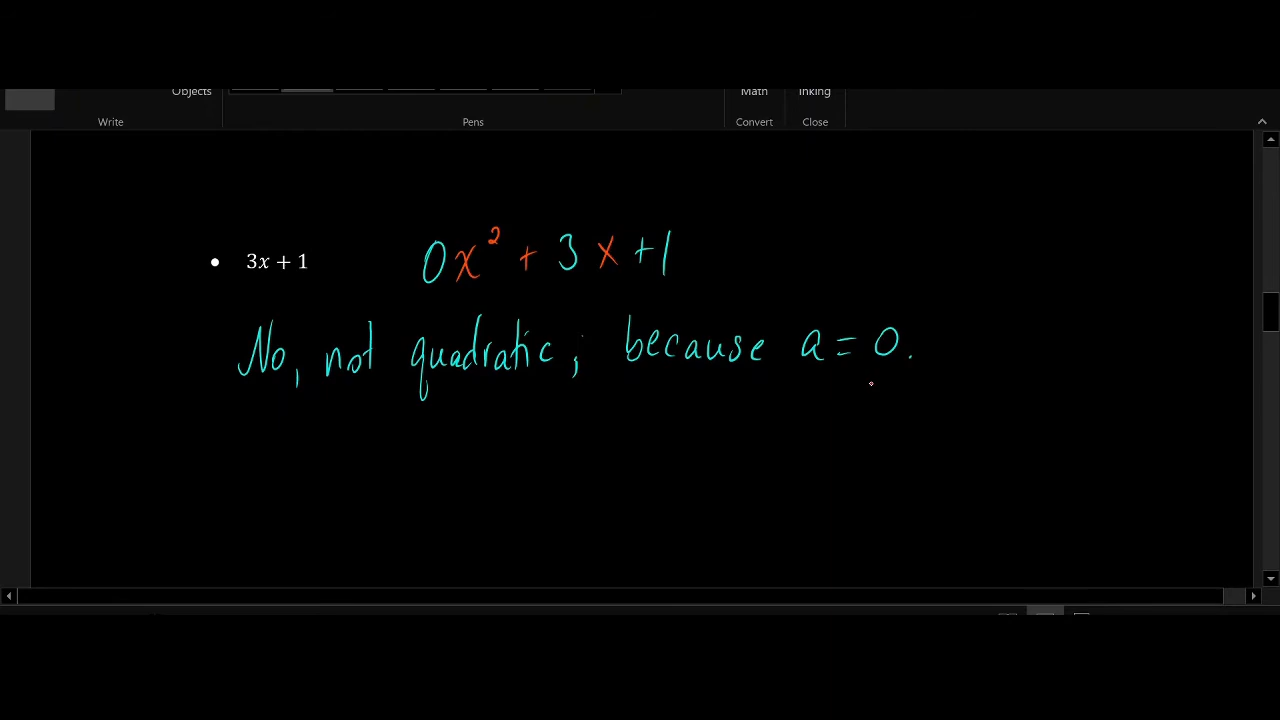 Objects Math Inking
Write Pens Convert Close
• 3x + 1 0x² + 3x + 1
No, not quadratic; because a = 0.